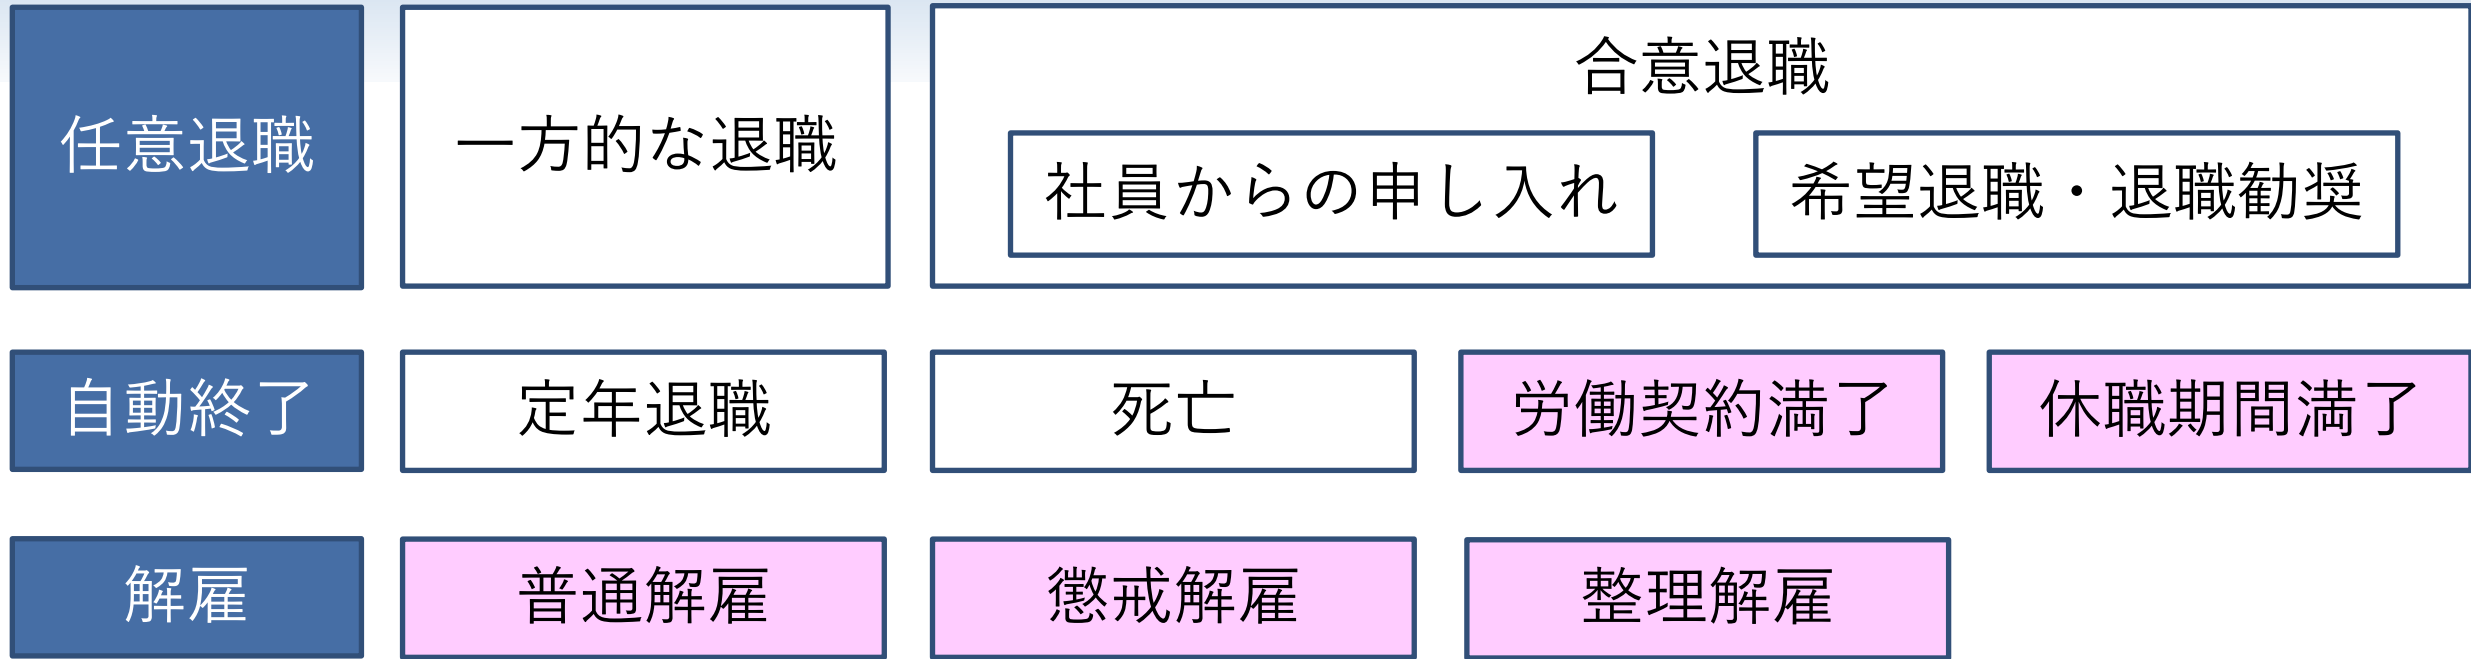 任意退職
一方的な退職
合意退職
社員からの申し入れ
希望退職・退職勧奨
自動終了
定年退職
死亡
労働契約満了
休職期間満了
解雇
普通解雇
懲戒解雇
整理解雇